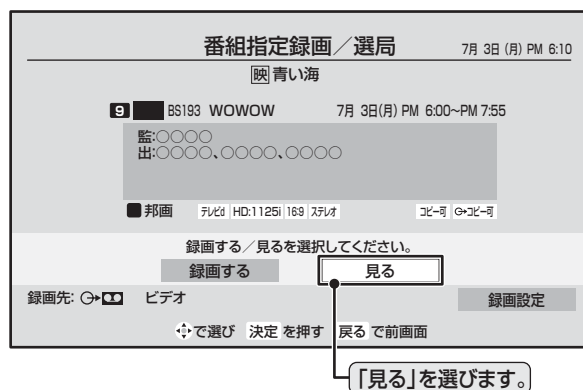 番組指定録画／選局 7月 3日 (月) PM 6:10
映 青い海
9 BS193 WOWOW 7月 3日(月) PM 6:00~PM 7:55
監:○○○○
出:○○○○、○○○○、○○○○
邦画 テレビd HD:1125i 16:9 ステレオ コピー可 コピー可
録画する／見るを選択してください。
録画する 見る
録画先: ビデオ 録画設定
で選び 決定 を押す 戻る で前画面
「見る」を選びます。